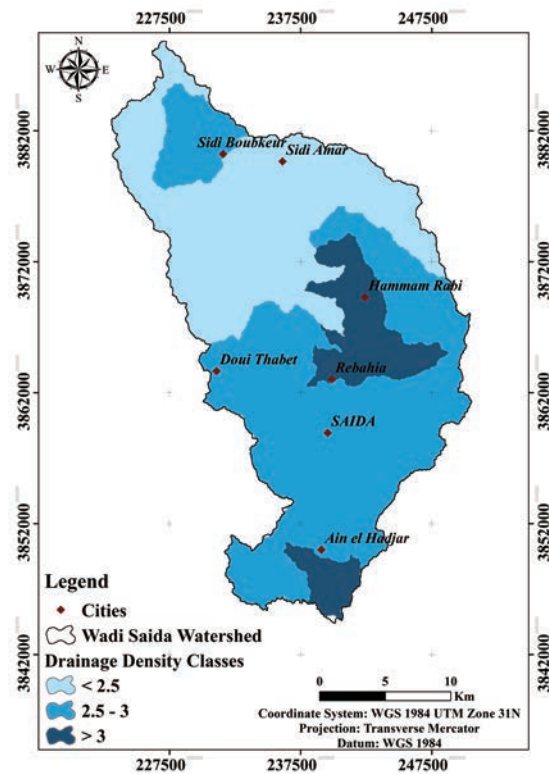 227500 237500 247500
N
W E
S
3882000 3882000
Sidi Boubkeur
Sidi Amar
3872000 3872000
Hammam Rabi
Doui Thabet
Rebahia
3862000 3862000
SAIDA
3852000 3852000
Ain el Hadjar
Legend
Cities
Wadi Saida Watershed
3842000 3842000
Drainage Density Classes
< 2.5
2.5 - 3
> 3
0 5 10
Km
Coordinate System: WGS 1984 UTM Zone 31N
Projection: Transverse Mercator
Datum: WGS 1984
227500 237500 247500